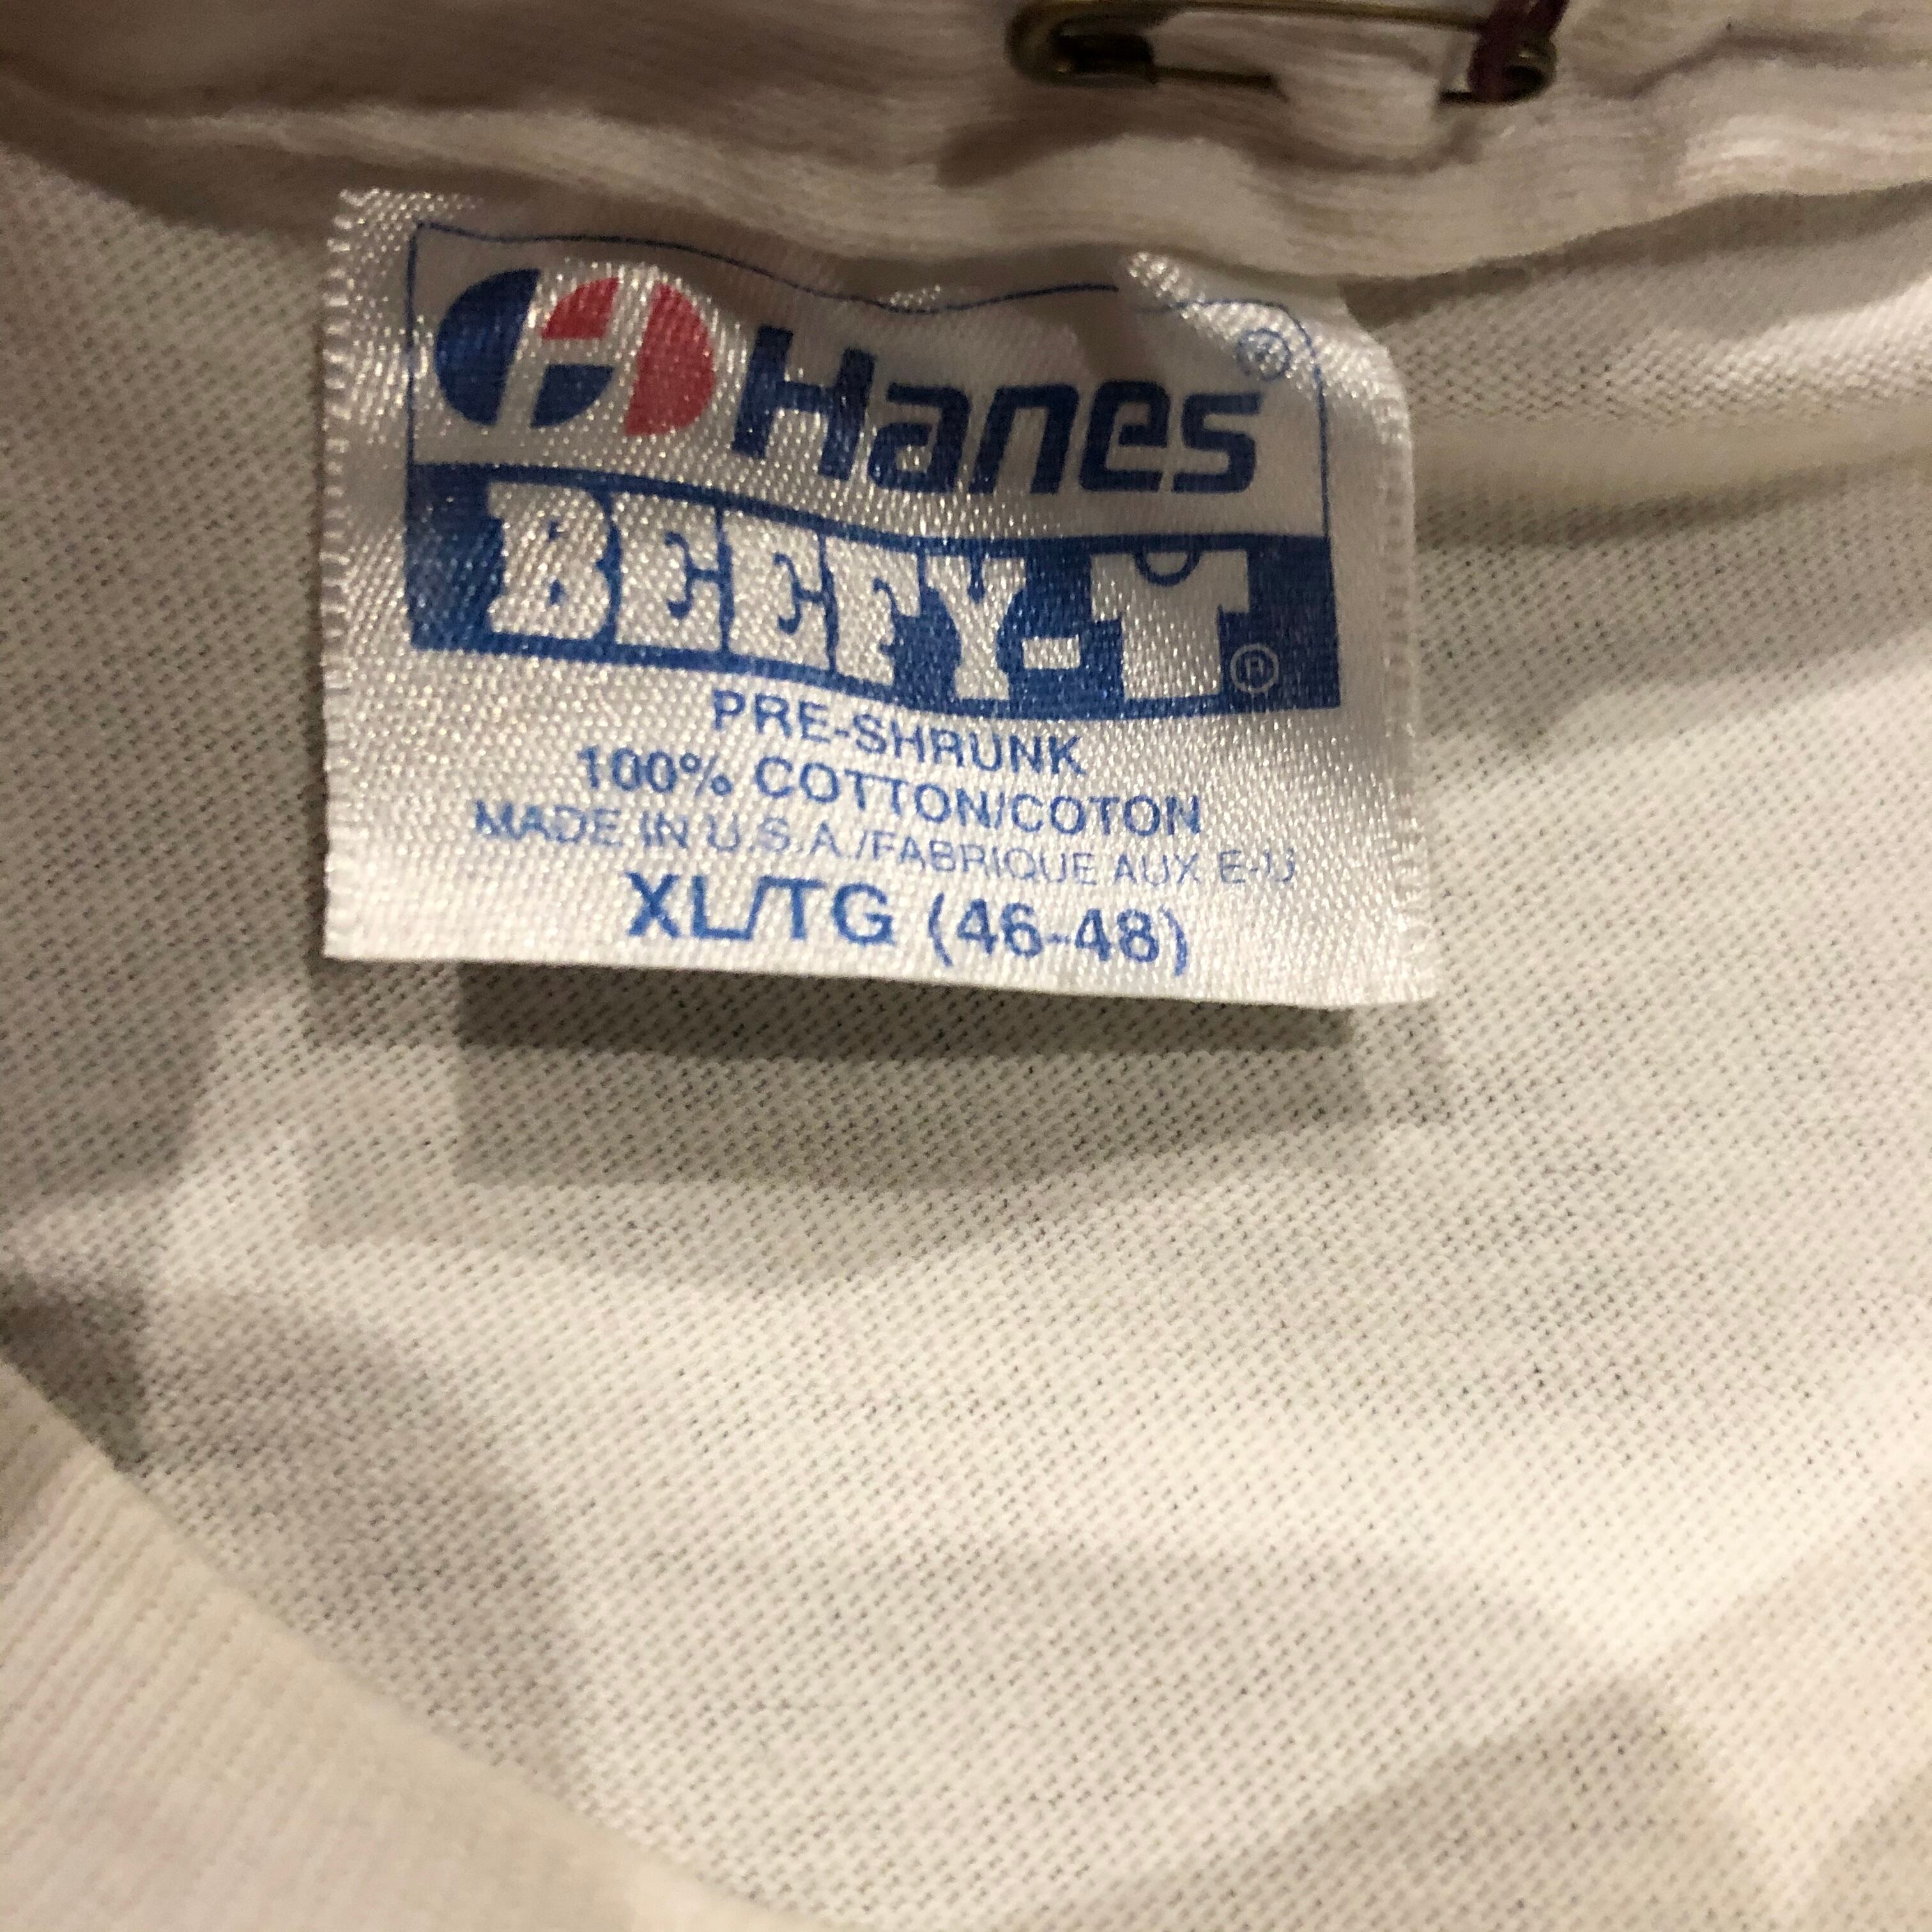 Hanes ®
BEEFY-T ®
PRE-SHRUNK
100% COTTON/COTON
MADE IN U.S.A./FABRIQUE AUX E-U
XL/TG (46-48)